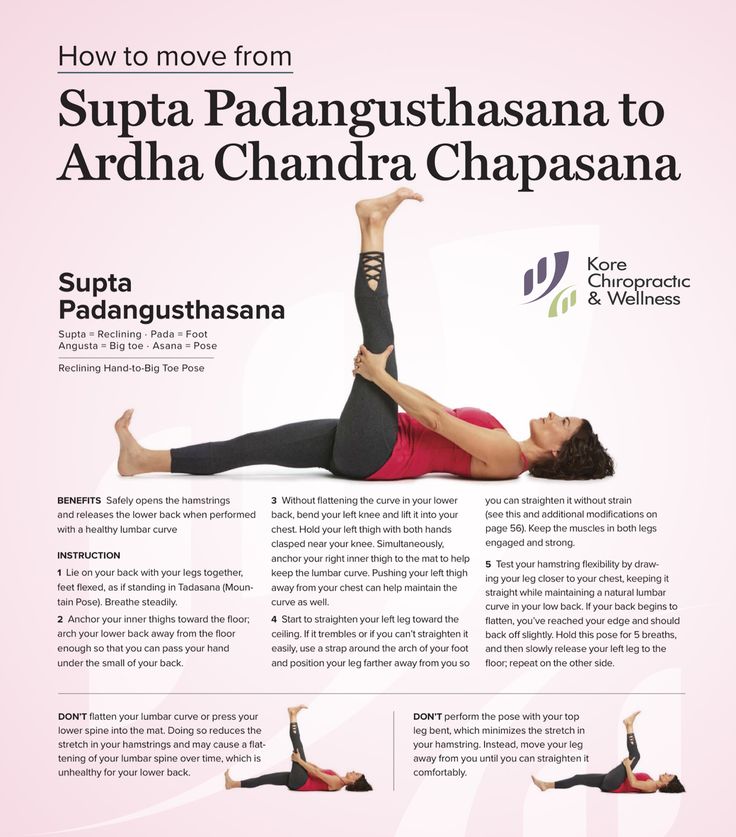 How to move from
Supta Padangusthasana to
Ardha Chandra Chapasana
Supta
Padangusthasana
Supta = Reclining · Pada = Foot
Angusta = Big toe · Asana = Pose
Reclining Hand-to-Big Toe Pose
Kore
Chiropractic
& Wellness
BENEFITS Safely opens the hamstrings
and releases the lower back when performed
with a healthy lumbar curve
INSTRUCTION
1 Lie on your back with your legs together,
feet flexed, as if standing in Tadasana (Moun-
tain Pose). Breathe steadily.
2 Anchor your inner thighs toward the floor;
arch your lower back away from the floor
enough so that you can pass your hand
under the small of your back.
3 Without flattening the curve in your lower
back, bend your left knee and lift it into your
chest. Hold your left thigh with both hands
clasped near your knee. Simultaneously,
anchor your right inner thigh to the mat to help
keep the lumbar curve. Pushing your left thigh
away from your chest can help maintain the
curve as well.
4 Start to straighten your left leg toward the
ceiling. If it trembles or if you can't straighten it
easily, use a strap around the arch of your foot
and position your leg farther away from you so
you can straighten it without strain
(see this and additional modifications on
page 56). Keep the muscles in both legs
engaged and strong.
5 Test your hamstring flexibility by draw-
ing your leg closer to your chest, keeping it
straight while maintaining a natural lumbar
curve in your low back. If your back begins to
flatten, you've reached your edge and should
back off slightly. Hold this pose for 5 breaths,
and then slowly release your left leg to the
floor; repeat on the other side.
DON'T flatten your lumbar curve or press your
lower spine into the mat. Doing so reduces the
stretch in your hamstrings and may cause a flat-
tening of your lumbar spine over time, which is
unhealthy for your lower back.
DON'T perform the pose with your top
leg bent, which minimizes the stretch in
your hamstring. Instead, move your leg
away from you until you can straighten it
comfortably.